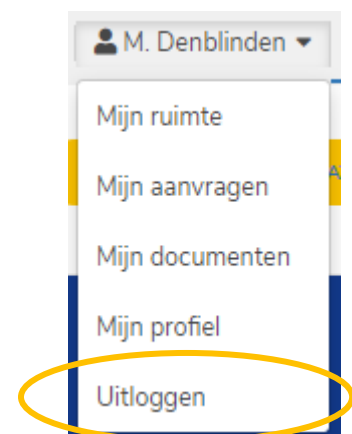 M. Denblinden
Mijn ruimte
Mijn aanvragen
Mijn documenten
Mijn profiel
Uitloggen